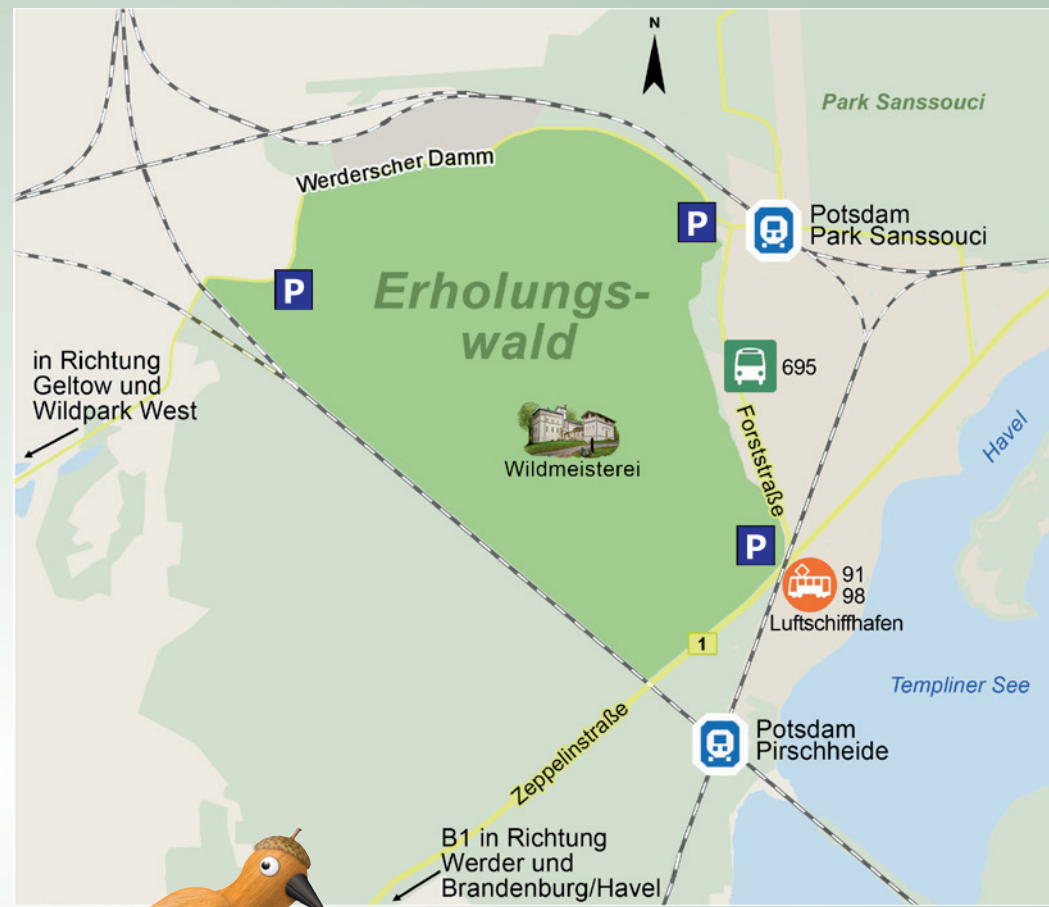 N
Park Sanssouci
Werderscher Damm
P
Potsdam
Park Sanssouci
P
Erholungs-
wald
in Richtung
Geltow und
Wildpark West
695
Forststraße
Havel
Wildmeisterei
P
91
98
Luftschiffhafen
1
Templiner See
Zeppelinstraße
Potsdam
Pirschheide
B1 in Richtung
Werder und
Brandenburg/Havel